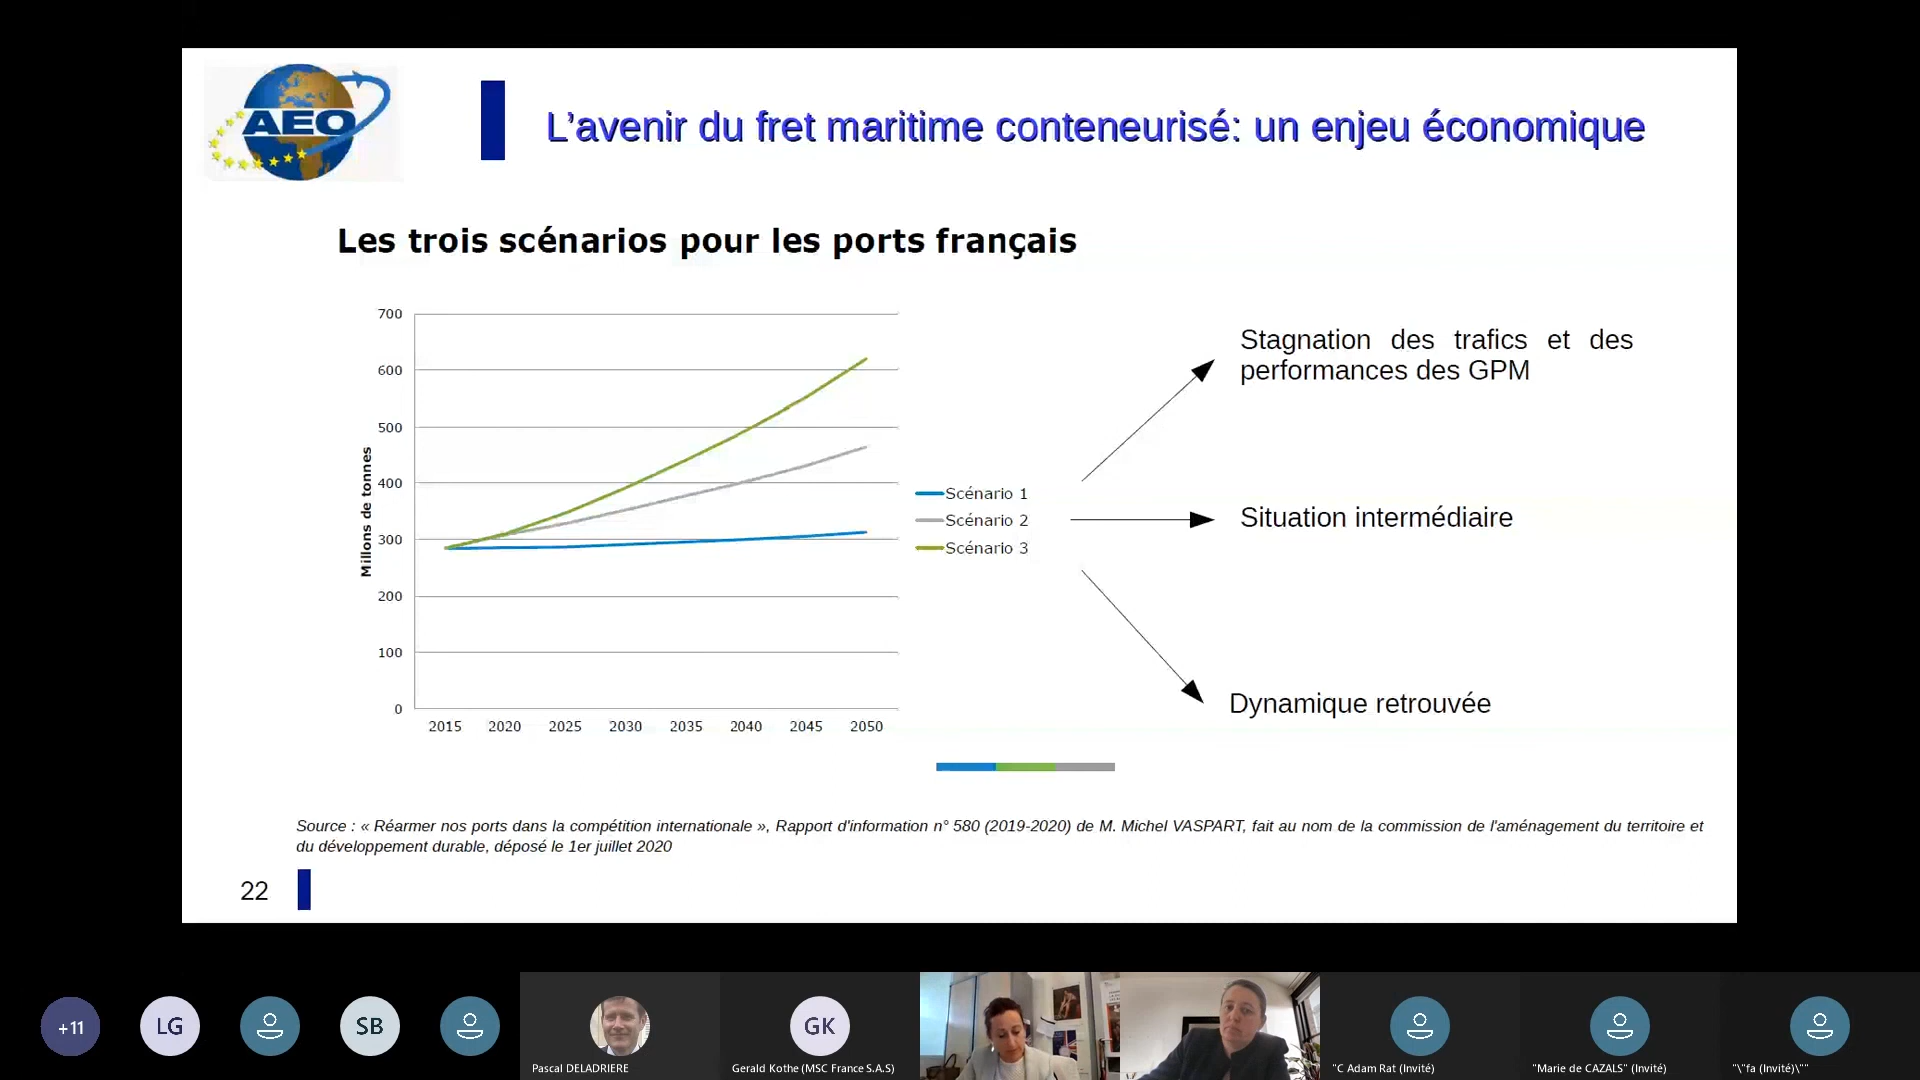 AEO
L'avenir du fret maritime conteneurisé: un enjeu économique
Les trois scénarios pour les ports français
Millons de tonnes
700
600
500
400
300
200
100
0
2015 2020 2025 2030 2035 2040 2045 2050
Scénario 1
Scénario 2
Scénario 3
Stagnation des trafics et des
performances des GPM
Situation intermédiaire
Dynamique retrouvée
Source : « Réarmer nos ports dans la compétition internationale », Rapport d'information n° 580 (2019-2020) de M. Michel VASPART, fait au nom de la commission de l'aménagement du territoire et
du développement durable, déposé le 1er juillet 2020
22
+11
LG
SB
GK
Pascal DELADRIERE
Gerald Kothe (MSC France S.A.S)
"C Adam Rat (Invité)
"Marie de CAZALS" (Invité)
"\"fa (Invité)\""